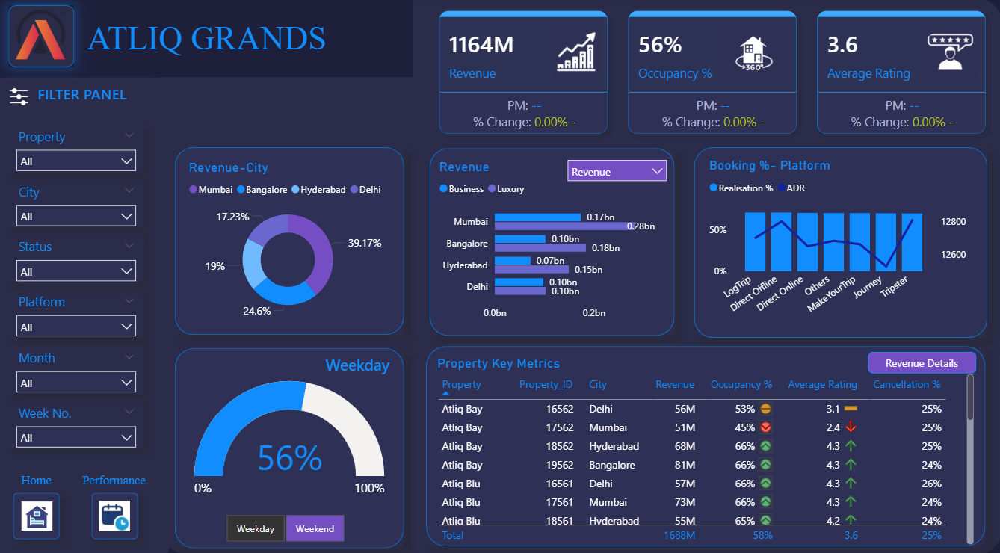 ATLIQ GRANDS
1164M
Revenue
PM: --
% Change: 0.00% -
56%
Occupancy %
360°
PM: --
% Change: 0.00% -
3.6
Average Rating
PM: --
% Change: 0.00% -
FILTER PANEL
Property
All
City
All
Status
All
Platform
All
Month
All
Week No.
All
Home Performance
Revenue-City
Mumbai Bangalore Hyderabad Delhi
17.23%
39.17%
19%
24.6%
Revenue
Revenue
Business Luxury
Mumbai 0.17bn
0.28bn
Bangalore 0.10bn
0.18bn
Hyderabad 0.07bn
0.15bn
Delhi 0.10bn
0.10bn
0.0bn 0.2bn
Booking %- Platform
Realisation % ADR
50%
0%
12800
12600
LogTrip
Direct Offline
Direct Online
Others
MakeYourTrip
Journey
Tripster
Weekday
56%
0% 100%
Weekday Weekend
Property Key Metrics
Revenue Details
Property Property_ID City Revenue Occupancy % Average Rating Cancellation %
Atliq Bay 16562 Delhi 56M 53% 3.1 25%
Atliq Bay 17562 Mumbai 51M 45% 2.4 25%
Atliq Bay 18562 Hyderabad 68M 66% 4.3 25%
Atliq Bay 19562 Bangalore 81M 66% 4.3 24%
Atliq Blu 16561 Delhi 57M 66% 4.3 26%
Atliq Blu 17561 Mumbai 73M 66% 4.3 24%
Atliq Blu 18561 Hyderabad 55M 65% 4.2 24%
Total 1688M 58% 3.6 25%